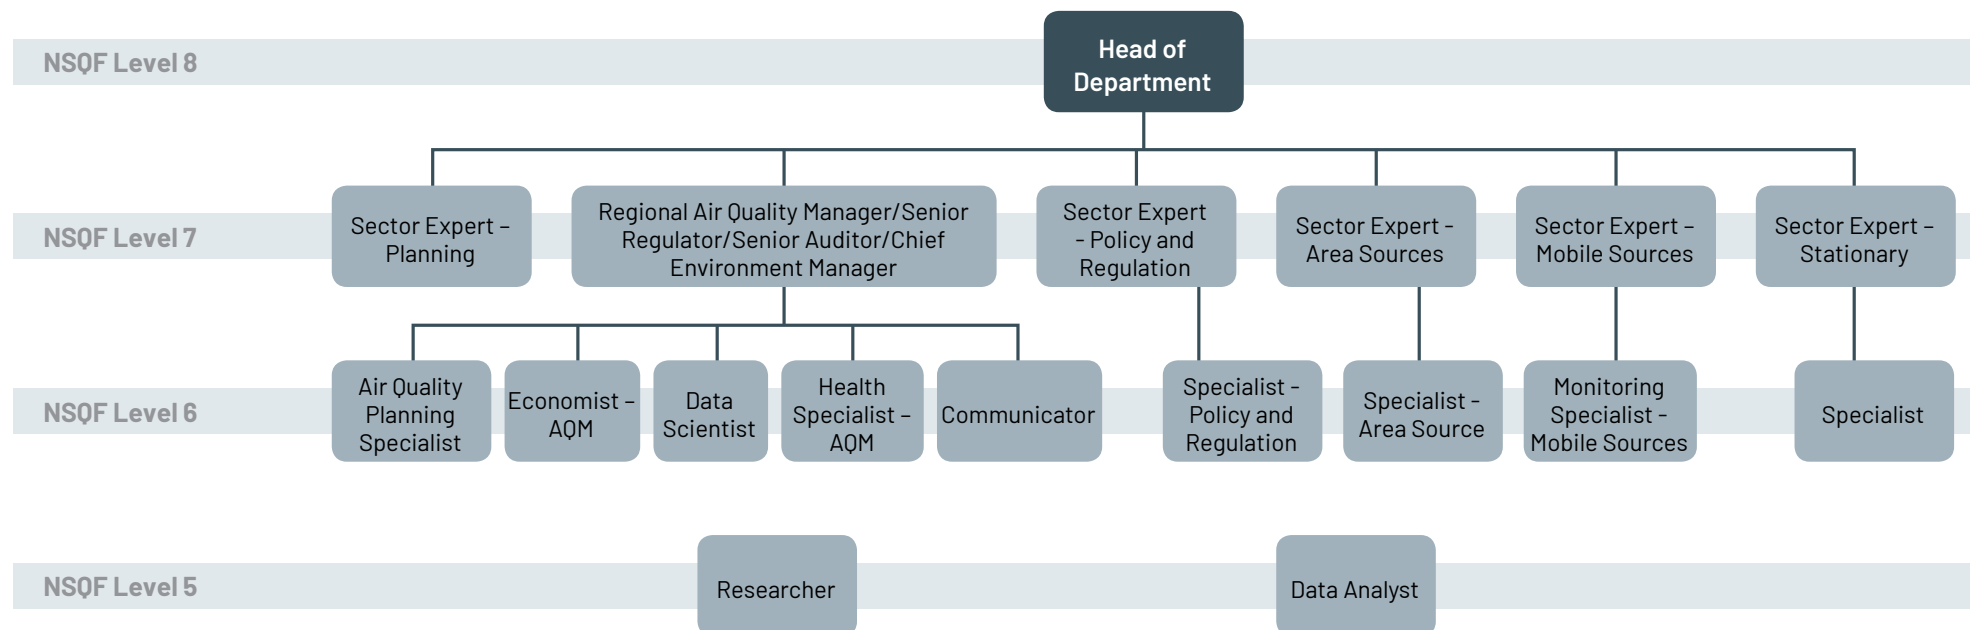 NSQF Level 8
Head of
Department
NSQF Level 7
Sector Expert –
Planning
Regional Air Quality Manager/Senior
Regulator/Senior Auditor/Chief
Environment Manager
Sector Expert
- Policy and
Regulation
Sector Expert -
Area Sources
Sector Expert –
Mobile Sources
Sector Expert –
Stationary
NSQF Level 6
Air Quality
Planning
Specialist
Economist –
AQM
Data
Scientist
Health
Specialist –
AQM
Communicator
Specialist -
Policy and
Regulation
Specialist -
Area Source
Monitoring
Specialist -
Mobile Sources
Specialist
NSQF Level 5
Researcher
Data Analyst